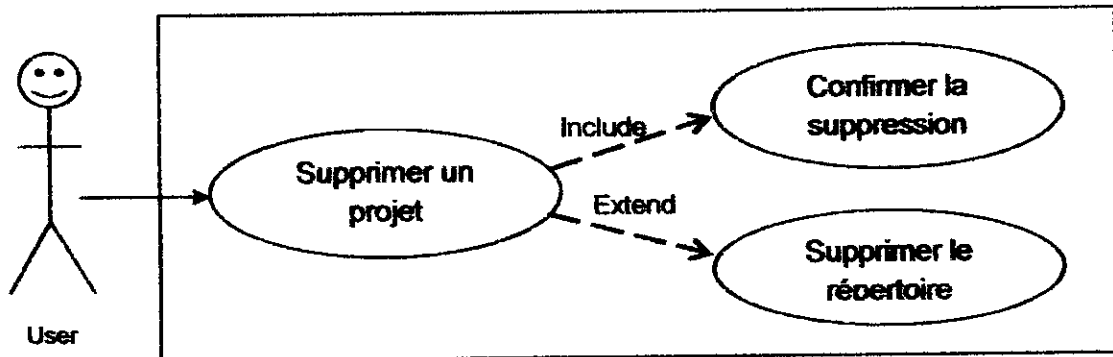 Confirmer la
suppression
Include
Supprimer un
projet
Extend
Supprimer le
répertoire
User